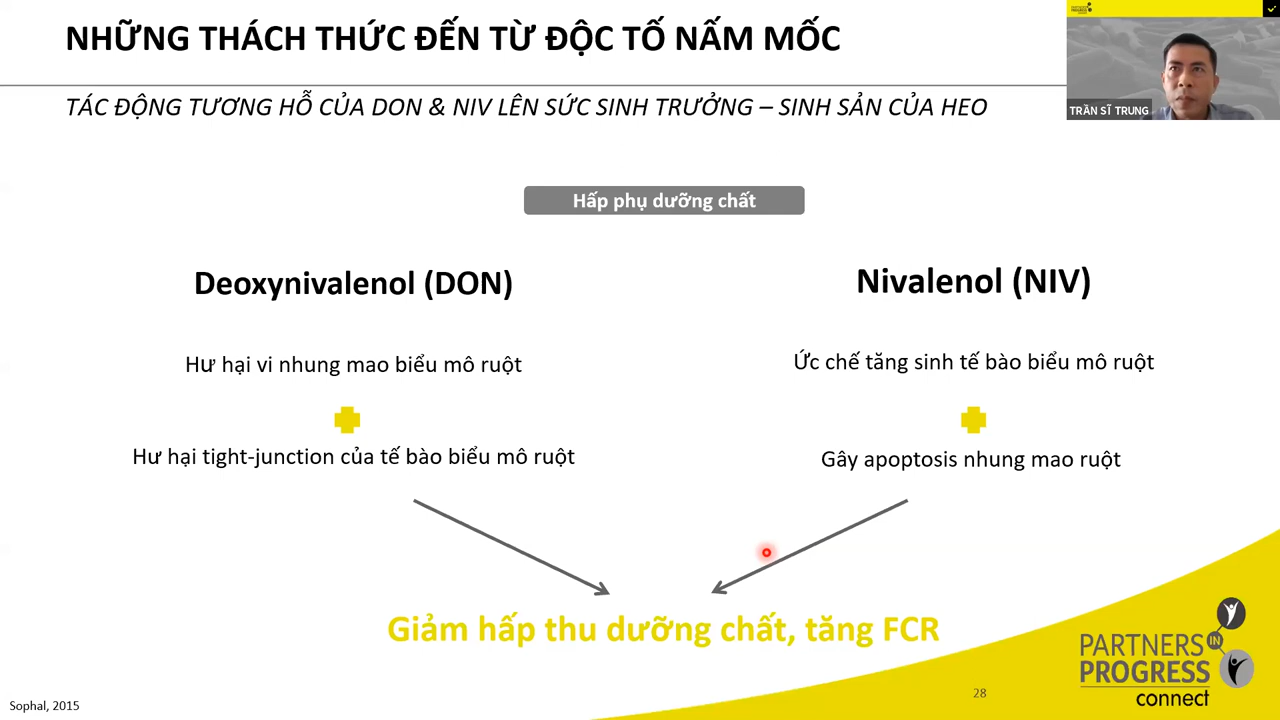 NHỮNG THÁCH THỨC ĐẾN TỪ ĐỘC TỐ NẤM MỐC
TRẦN SĨ TRUNG
TÁC ĐỘNG TƯƠNG HỖ CỦA DON & NIV LÊN SỨC SINH TRƯỞNG – SINH SẢN CỦA HEO
Hấp phụ dưỡng chất
Deoxynivalenol (DON)
Nivalenol (NIV)
Hư hại vi nhung mao biểu mô ruột
Ức chế tăng sinh tế bào biểu mô ruột
Hư hại tight-junction của tế bào biểu mô ruột
Gây apoptosis nhung mao ruột
Giảm hấp thu dưỡng chất, tăng FCR
PARTNERS IN
PROGRESS
connect
28
Sophal, 2015